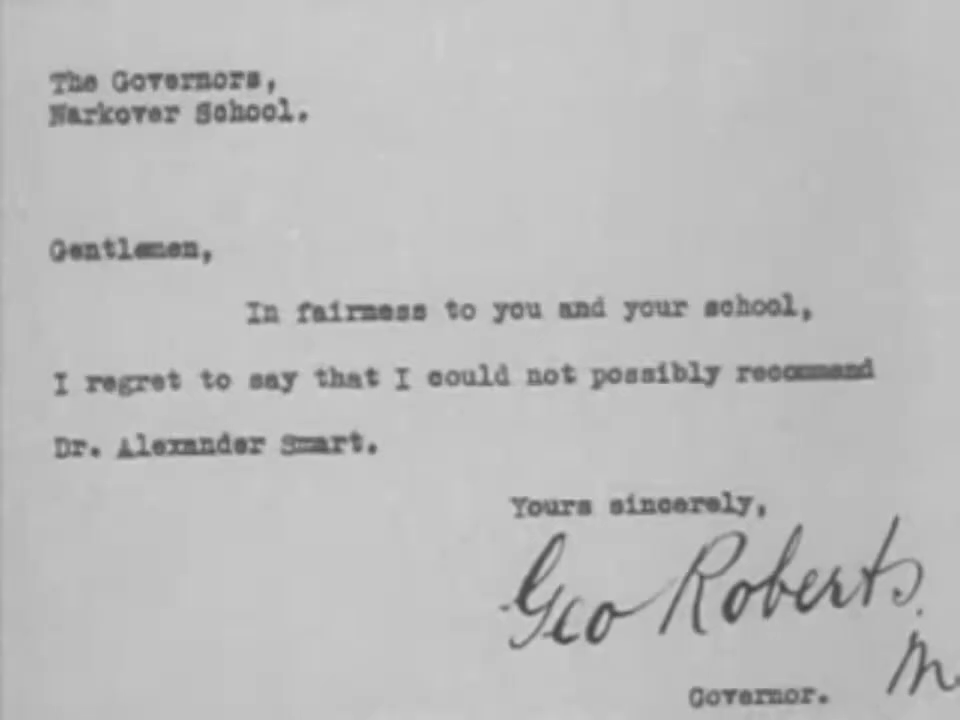 The Governors,
Narkover School.
Gentlemen,
In fairness to you and your school,
I regret to say that I could not possibly recommend
Dr. Alexander Smart.
Yours sincerely,
Geo Roberts.
Governor.